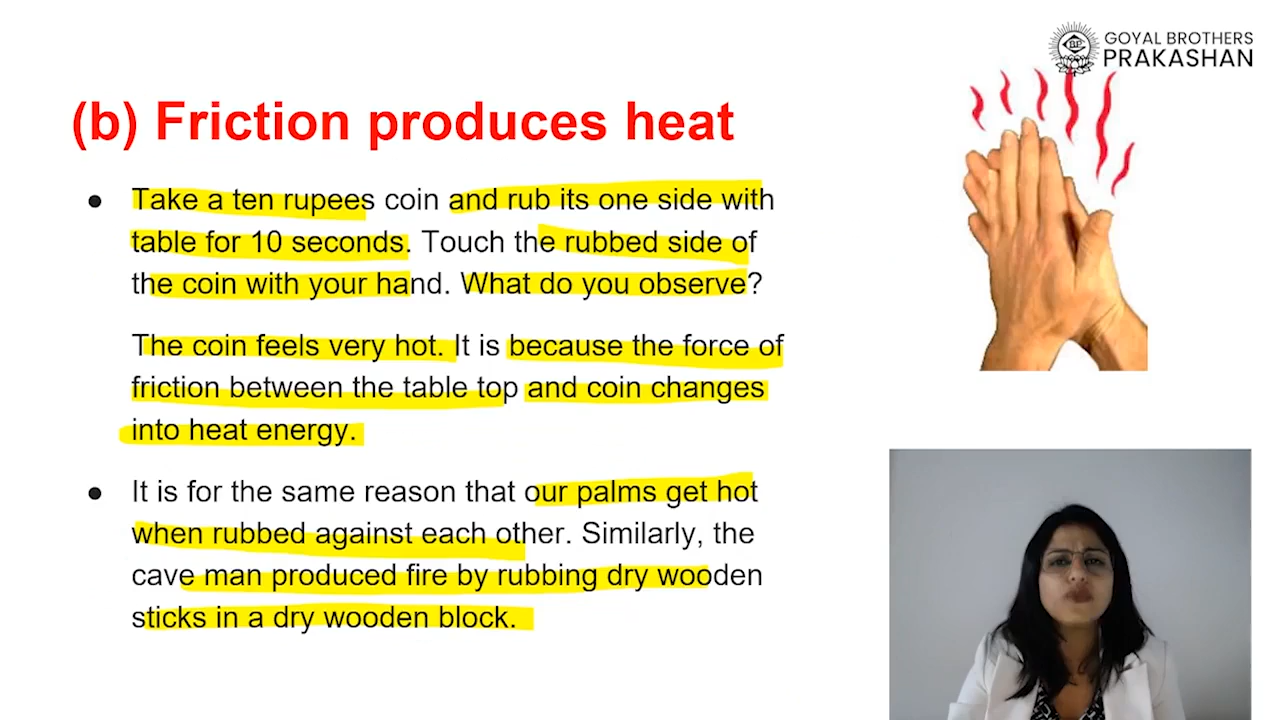 GOYAL BROTHERS
PRAKASHAN
(b) Friction produces heat
● Take a ten rupees coin and rub its one side with
table for 10 seconds. Touch the rubbed side of
the coin with your hand. What do you observe?
The coin feels very hot. It is because the force of
friction between the table top and coin changes
into heat energy.
● It is for the same reason that our palms get hot
when rubbed against each other. Similarly, the
cave man produced fire by rubbing dry wooden
sticks in a dry wooden block.